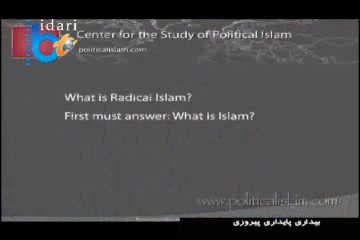 idari
Center for the Study of Political Islam
politicalislam.com
What is Radical Islam?
First must answer: What is Islam?
www.politicalislam.com
بیداری پایداری پیروزی